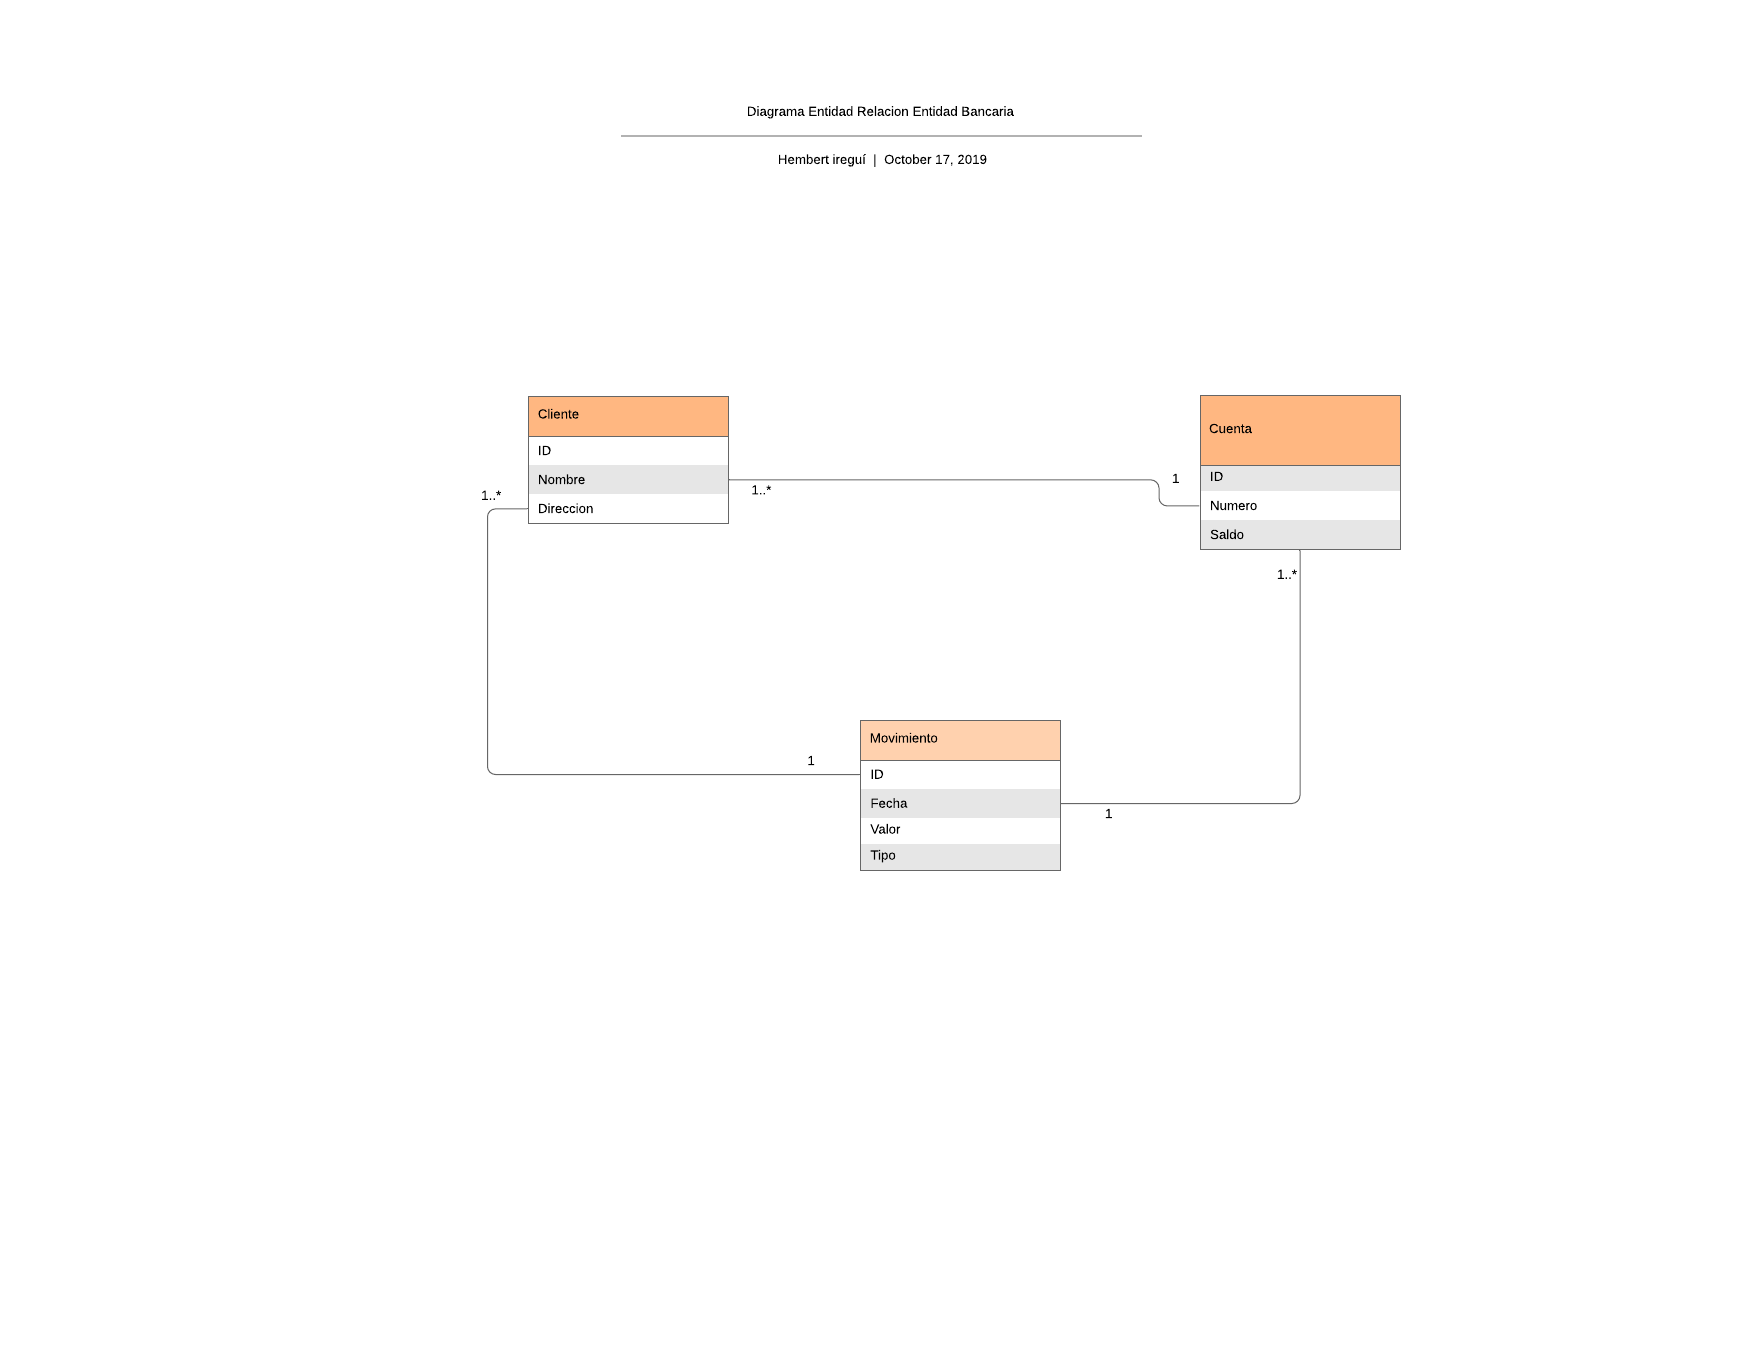 Diagrama Entidad Relacion Entidad Bancaria
Hembert ireguí | October 17, 2019
Cliente
ID
Nombre
Direccion
1..*
1..*
1
Cuenta
ID
Numero
Saldo
1..*
Movimiento
ID
Fecha
Valor
Tipo
1
1